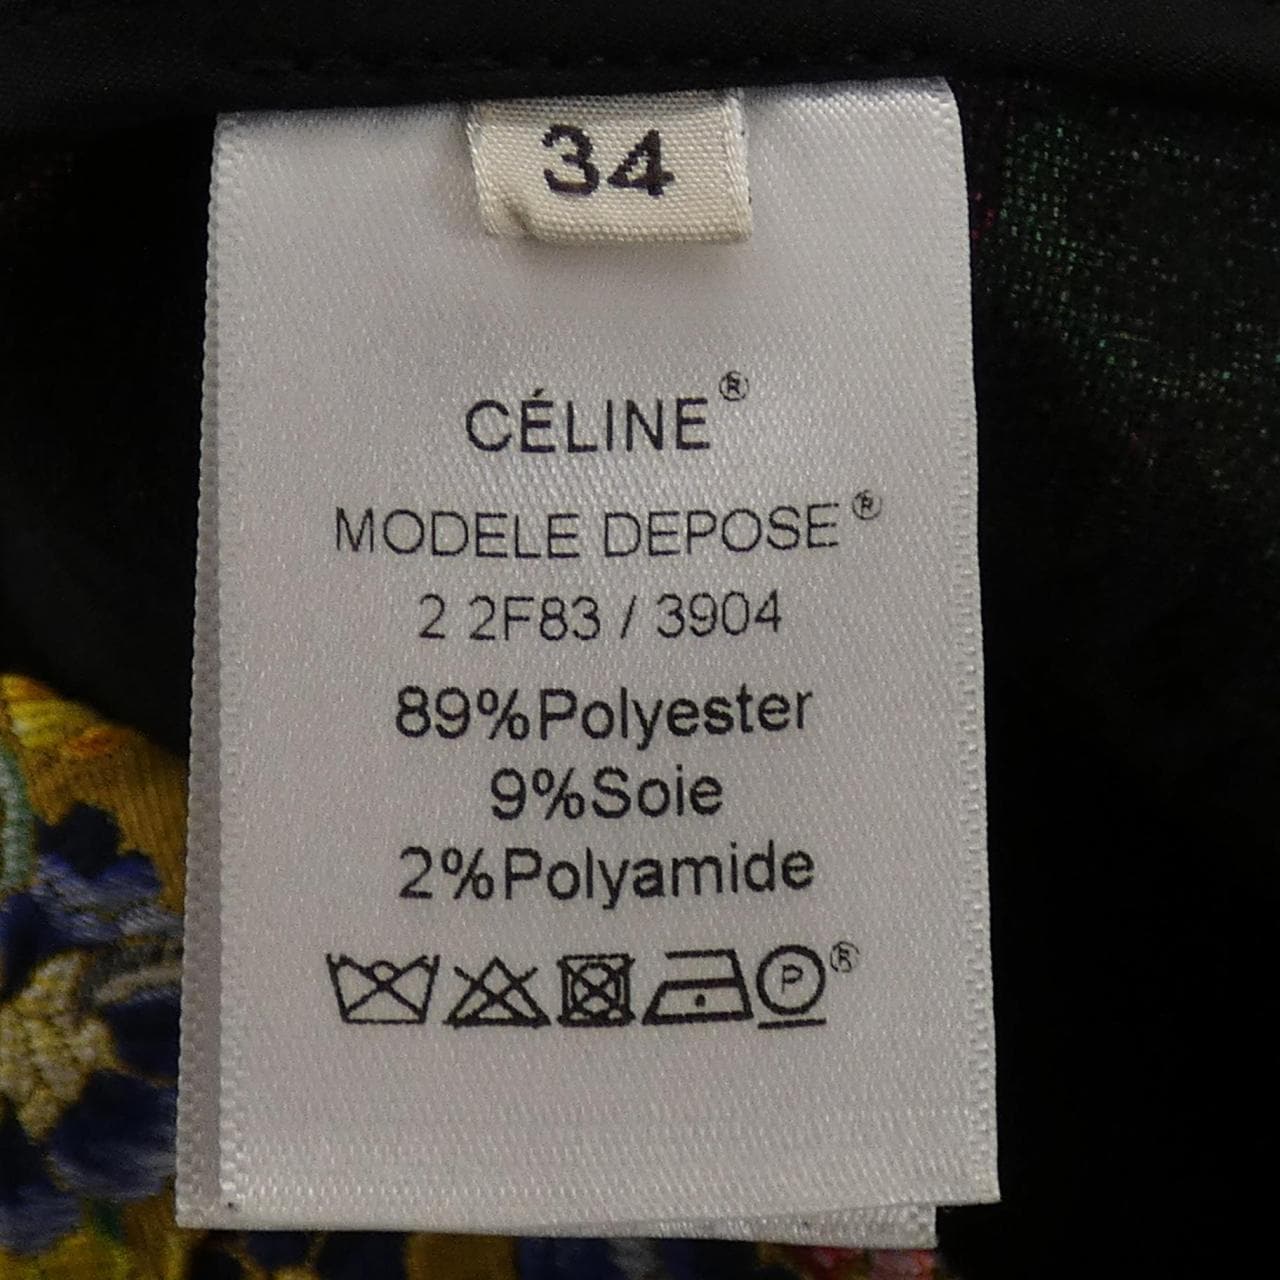 34
CÉLINE®
MODELE DEPOSE®
2 2F83 / 3904
89%Polyester
9%Soie
2%Polyamide
P ®